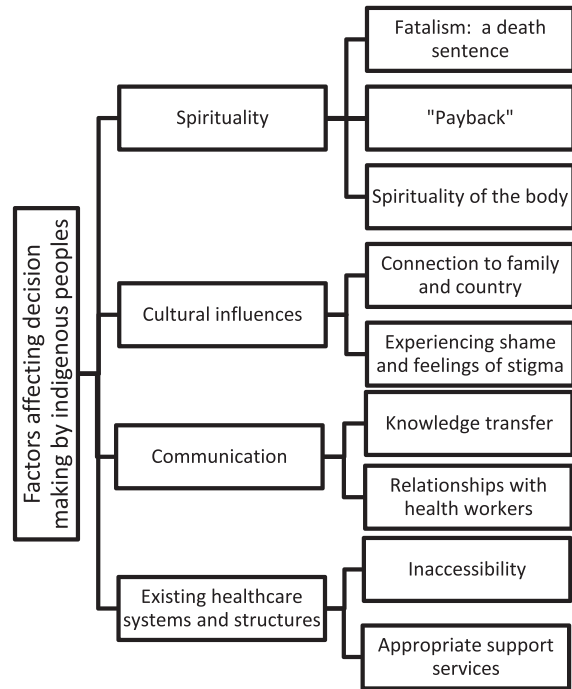 Factors affecting decision
making by indigenous peoples
Spirituality
Fatalism: a death
sentence
"Payback"
Spirituality of the body
Cultural influences
Connection to family
and country
Experiencing shame
and feelings of stigma
Communication
Knowledge transfer
Relationships with
health workers
Existing healthcare
systems and structures
Inaccessibility
Appropriate support
services